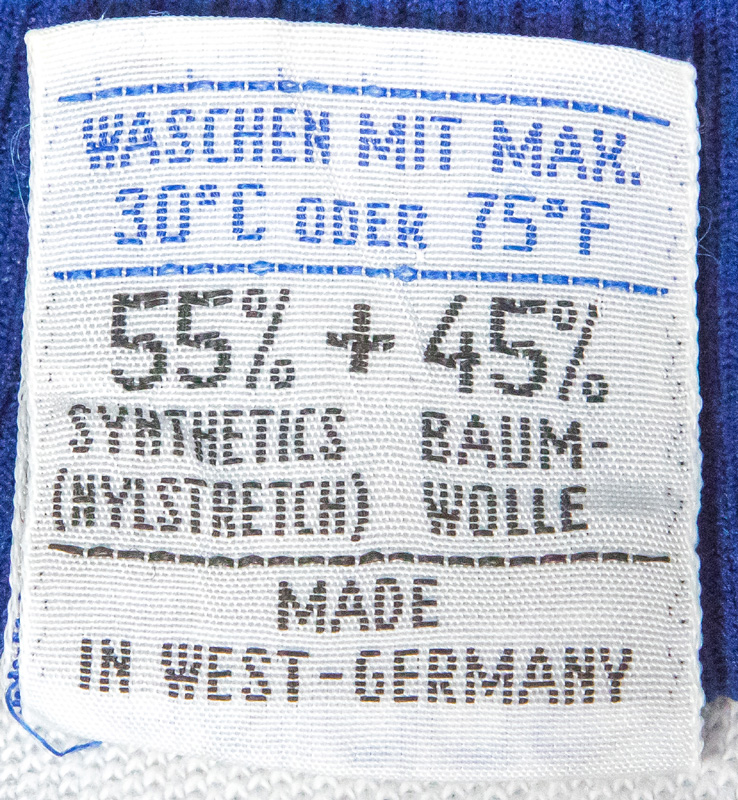 WASCHEN MIT MAX.
30°C ODER 75°F
55% + 45%
SYNTHETICS BAUM-
(NYLSTRETCH) WOLLE
MADE
IN WEST-GERMANY